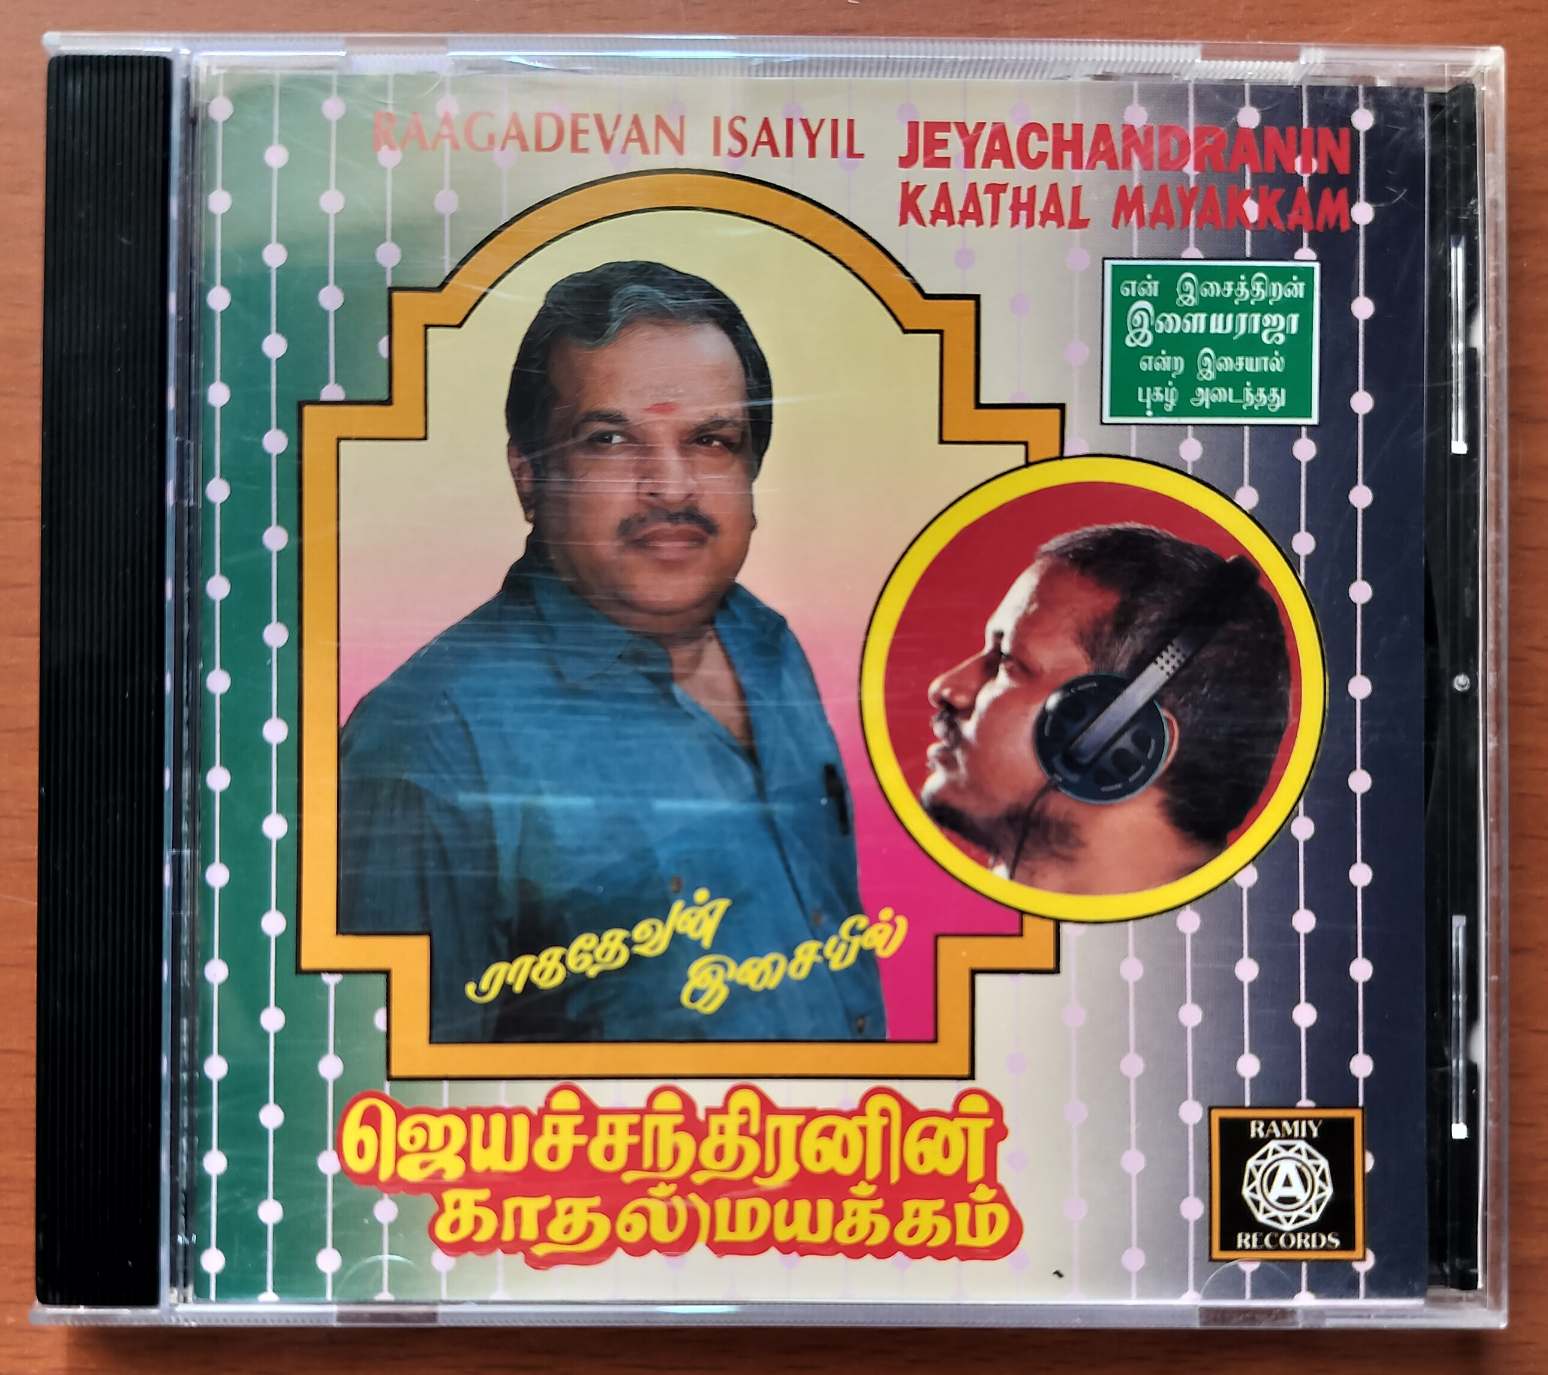 RAAGADEVAN ISAIYIL JEYACHANDRANIN
KAATHAL MAYAKKAM
என் இசைத்திறன்
இளையராஜா
என்ற இசையால்
புகழ் அடைந்தது
ராகதேவன்
இசையில்
ஜெயச்சந்திரனின்
காதல் மயக்கம்
RAMIY
A
RECORDS